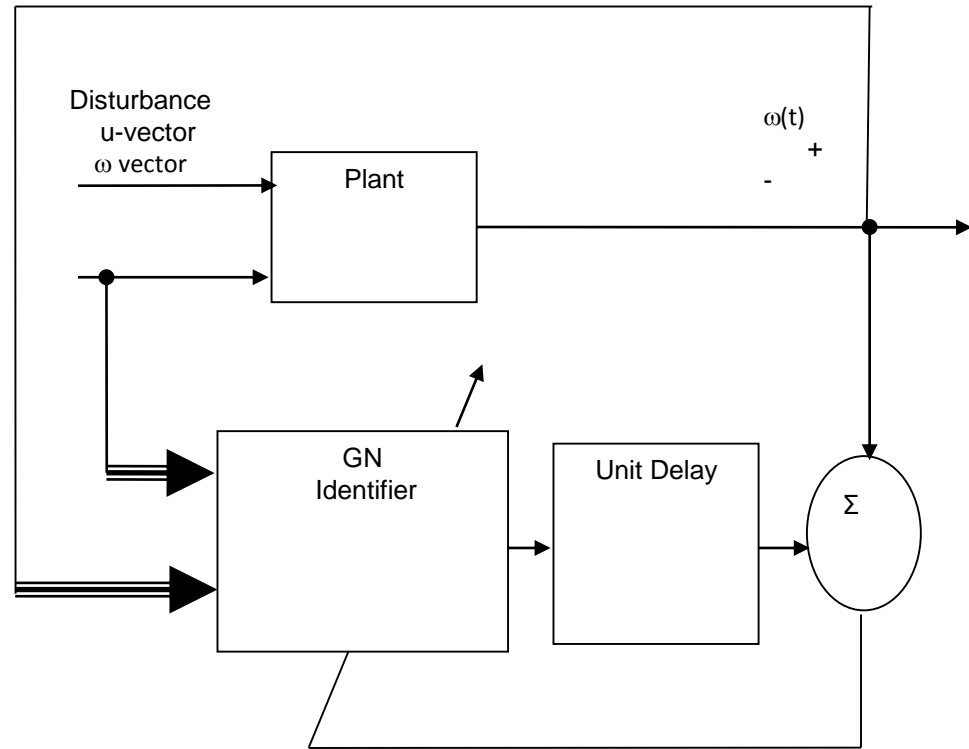 Disturbance
u-vector
ω vector
Plant
ω(t)
+
-
GN
Identifier
Unit Delay
Σ